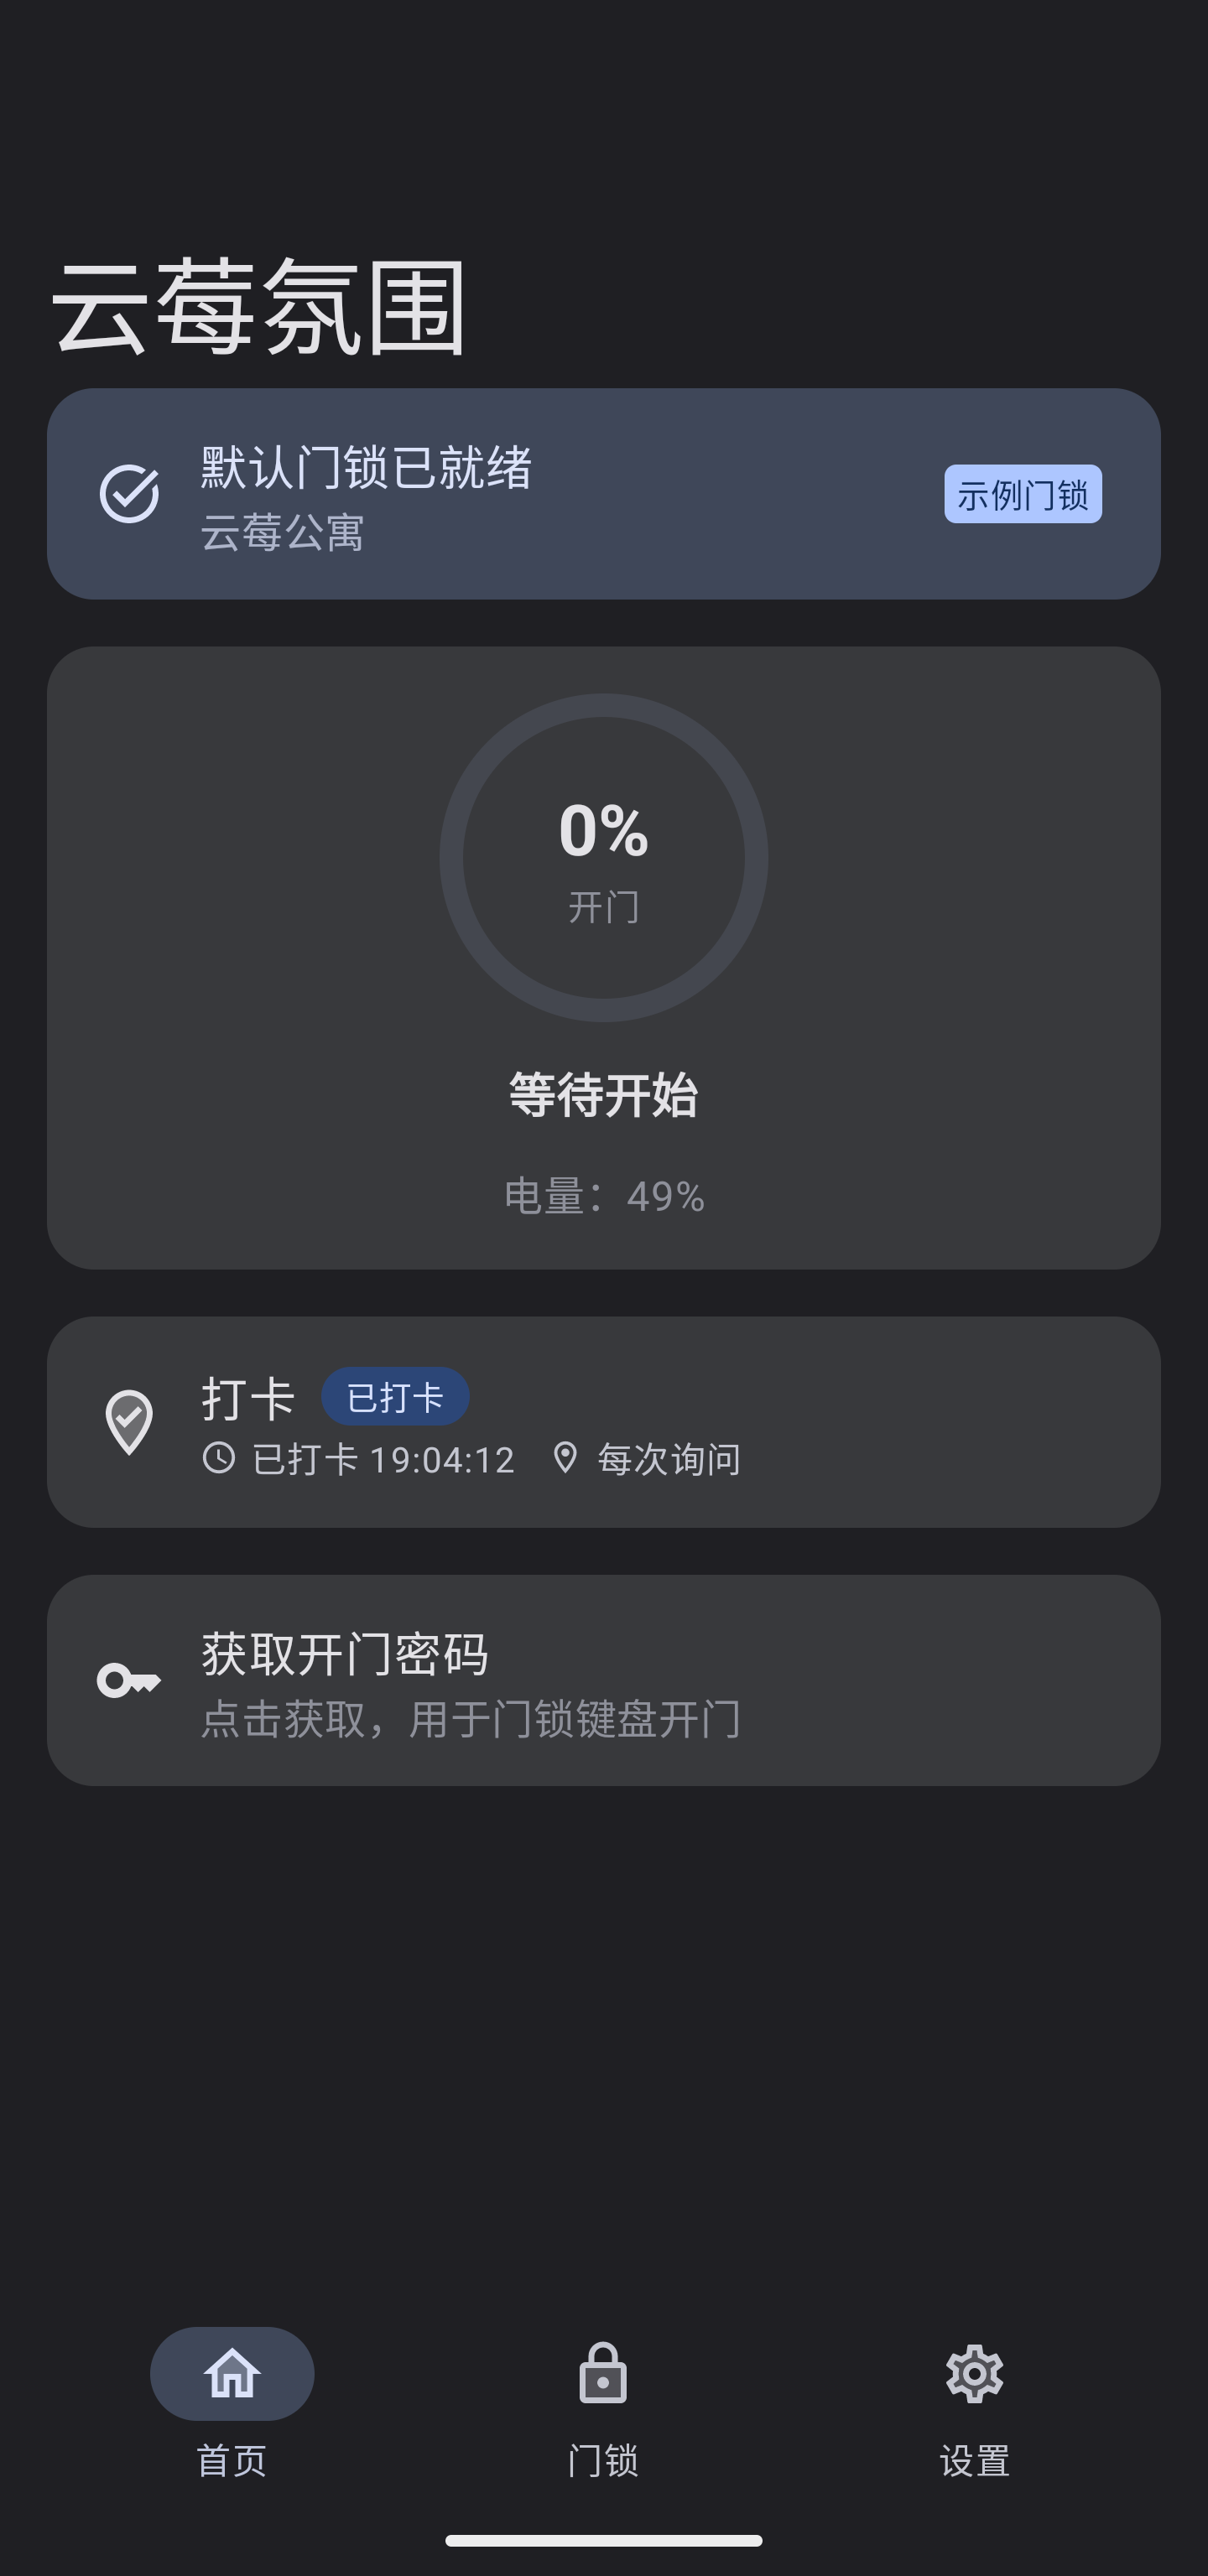 云莓氛围
默认门锁已就绪
云莓公寓
示例门锁
0%
开门
等待开始
电量：49%
打卡 已打卡
已打卡 19:04:12 每次询问
获取开门密码
点击获取，用于门锁键盘开门
首页 门锁 设置